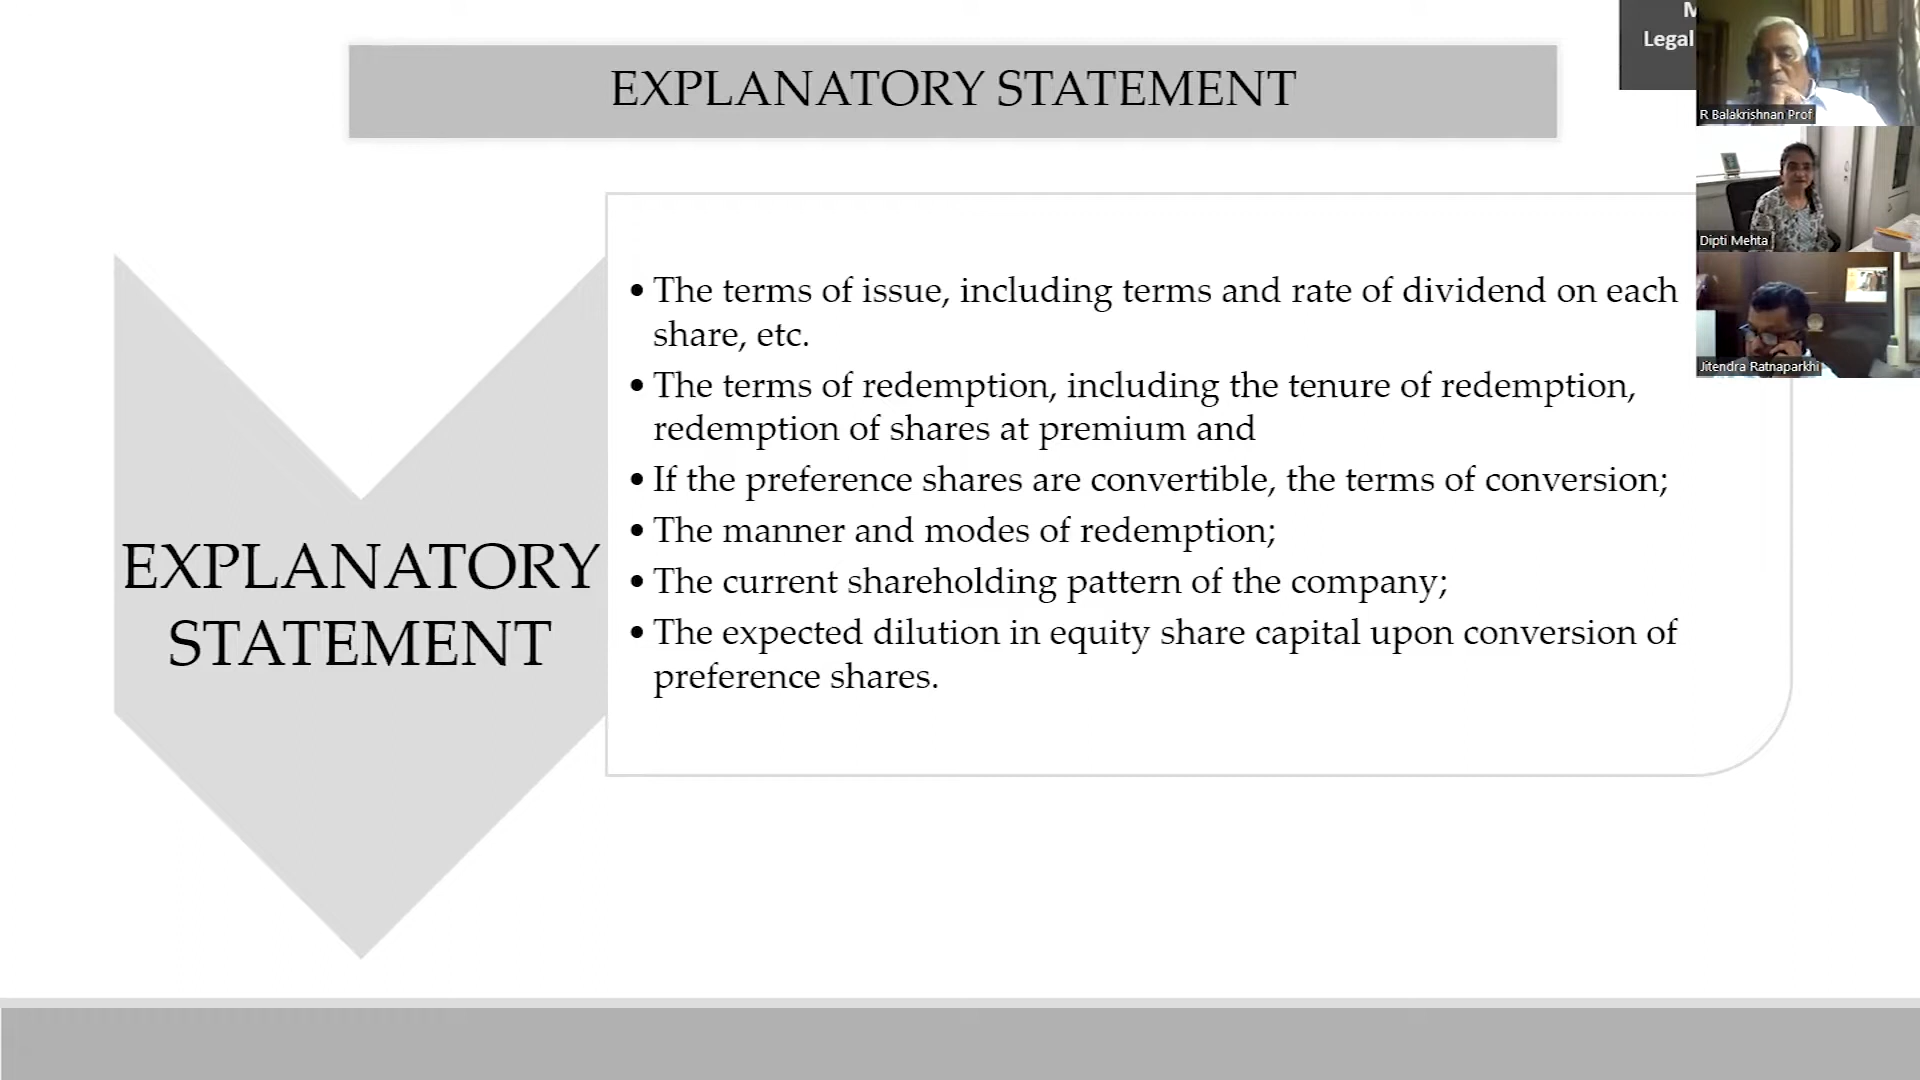 EXPLANATORY STATEMENT
Legal
R Balakrishnan Prof
Dipti Mehta
Jitendra Ratnaparkhi
EXPLANATORY
STATEMENT
• The terms of issue, including terms and rate of dividend on each
share, etc.
• The terms of redemption, including the tenure of redemption,
redemption of shares at premium and
• If the preference shares are convertible, the terms of conversion;
• The manner and modes of redemption;
• The current shareholding pattern of the company;
• The expected dilution in equity share capital upon conversion of
preference shares.